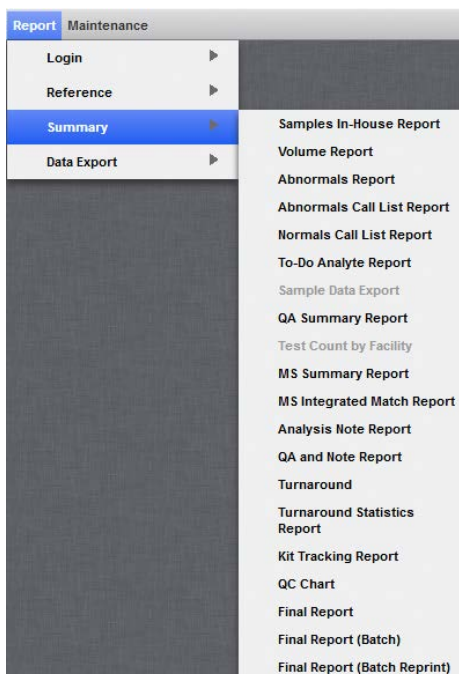 Report Maintenance
Login
Reference
Summary
Data Export
Samples In-House Report
Volume Report
Abnormals Report
Abnormals Call List Report
Normals Call List Report
To-Do Analyte Report
Sample Data Export
QA Summary Report
Test Count by Facility
MS Summary Report
MS Integrated Match Report
Analysis Note Report
QA and Note Report
Turnaround
Turnaround Statistics
Report
Kit Tracking Report
QC Chart
Final Report
Final Report (Batch)
Final Report (Batch Reprint)